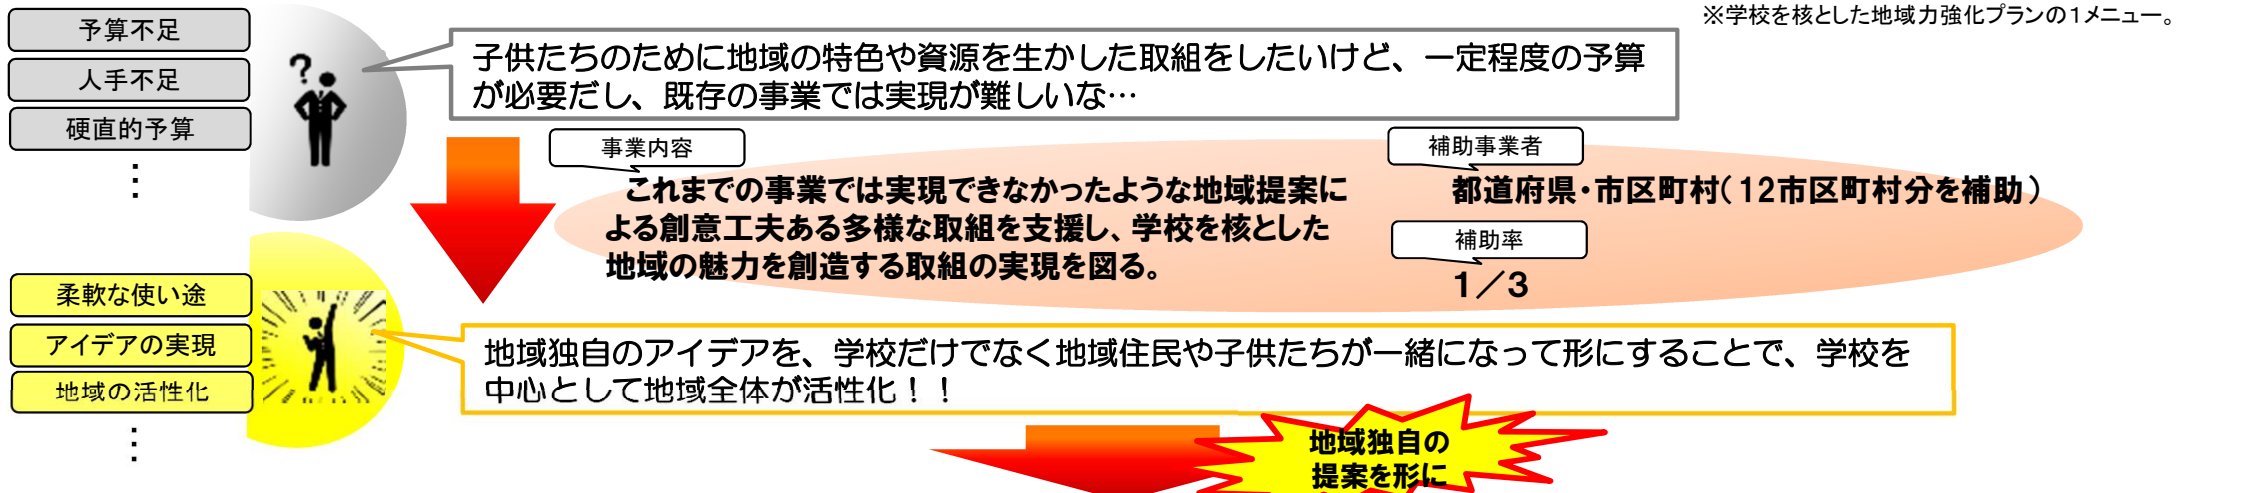 ※学校を核とした地域力強化プランの1メニュー。
予算不足
人手不足
硬直的予算
⋮
?
子供たちのために地域の特色や資源を生かした取組をしたいけど、一定程度の予算
が必要だし、既存の事業では実現が難しいな…
事業内容
これまでの事業では実現できなかったような地域提案に
よる創意工夫ある多様な取組を支援し、学校を核とした
地域の魅力を創造する取組の実現を図る。
補助事業者
都道府県・市区町村(12市区町村分を補助)
補助率
1/3
柔軟な使い途
アイデアの実現
地域の活性化
⋮
地域独自のアイデアを、学校だけでなく地域住民や子供たちが一緒になって形にすることで、学校を
中心として地域全体が活性化!!
地域独自の
提案を形に